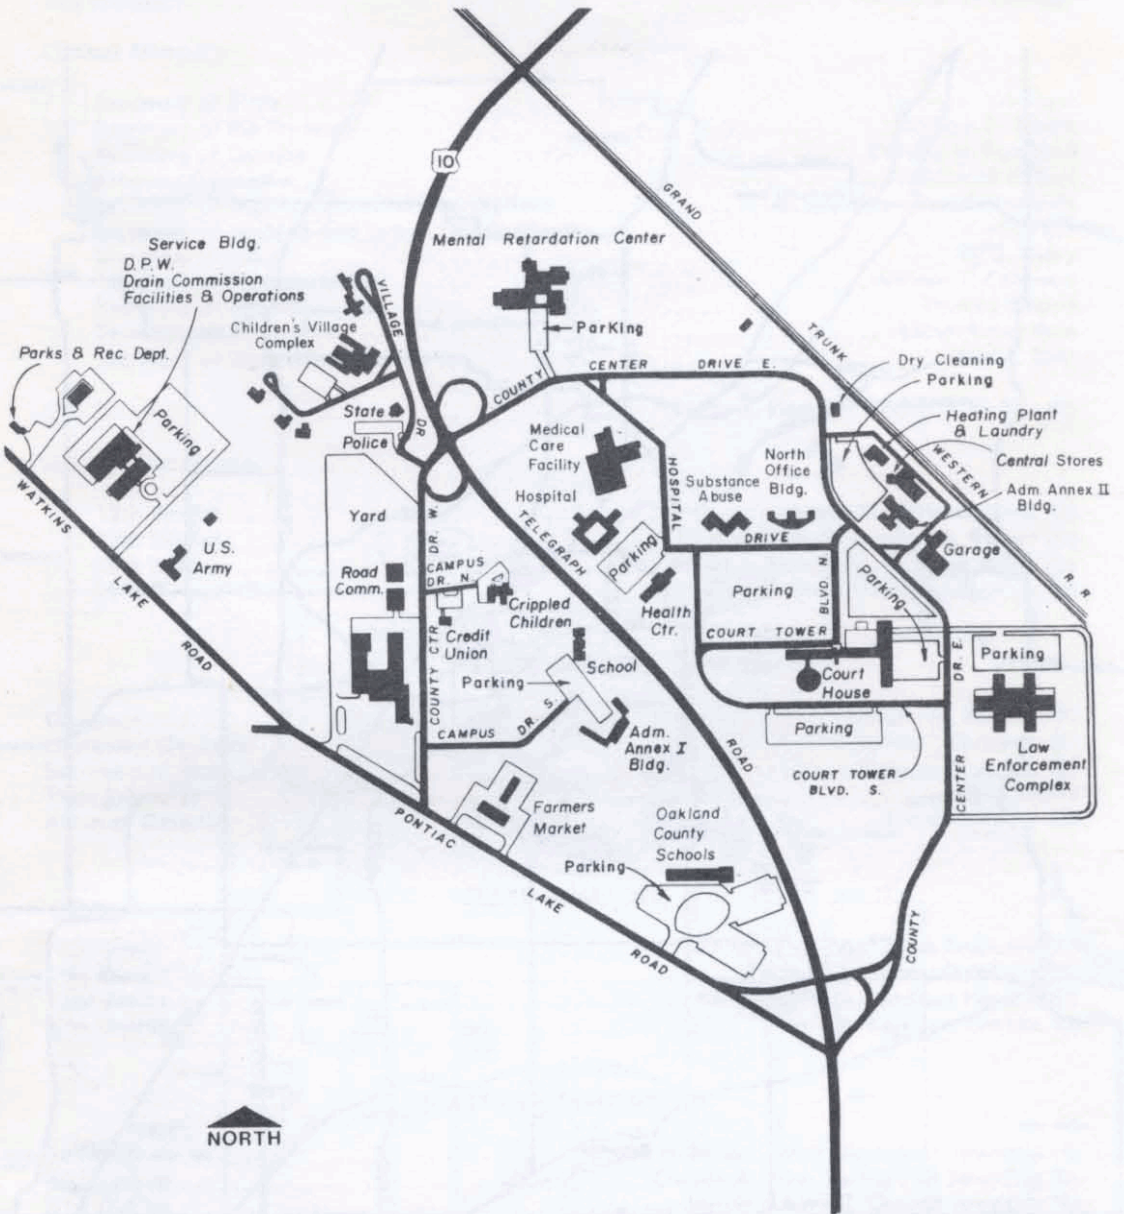 10
GRAND
TRUNK
WESTERN
R. R.
Mental Retardation Center
Service Bldg.
D.P.W.
Drain Commission
Facilities & Operations
VILLAGE
DR.
Children's Village
Complex
Parking
Parks & Rec. Dept.
Parking
COUNTY CENTER DRIVE E.
Dry Cleaning
Parking
State
Police
Heating Plant
& Laundry
Medical
Care
Facility
North
Office
Bldg.
Central Stores
Substance
Abuse
Adm. Annex II
Bldg.
HOSPITAL
DRIVE
Hospital
WATKINS
LAKE
ROAD
Yard
U.S.
Army
TELEGRAPH
ROAD
Parking
Garage
CAMPUS
DR. N.
Road
Comm.
Crippled
Children
Health
Ctr.
Parking
BLVD N
Parking
COURT TOWER
Credit
Union
COUNTY CTR. DR. W.
School
Parking
Court
House
Parking
CAMPUS DR. S.
Adm.
Annex I
Bldg.
Parking
Law
Enforcement
Complex
COURT TOWER
BLVD. S.
COUNTY CENTER DR. E.
Farmers
Market
Oakland
County
Schools
Parking
PONTIAC
LAKE
ROAD
NORTH